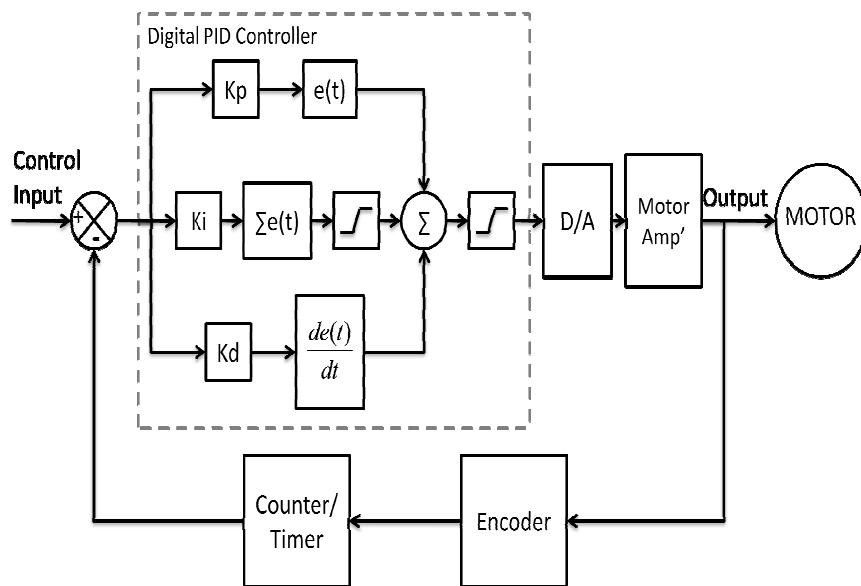 Digital PID Controller
Kp
e(t)
Control
Input
+
-
Ki
∑e(t)
∑
D/A
Motor
Amp'
Output
MOTOR
Kd
de(t)
dt
Counter/
Timer
Encoder